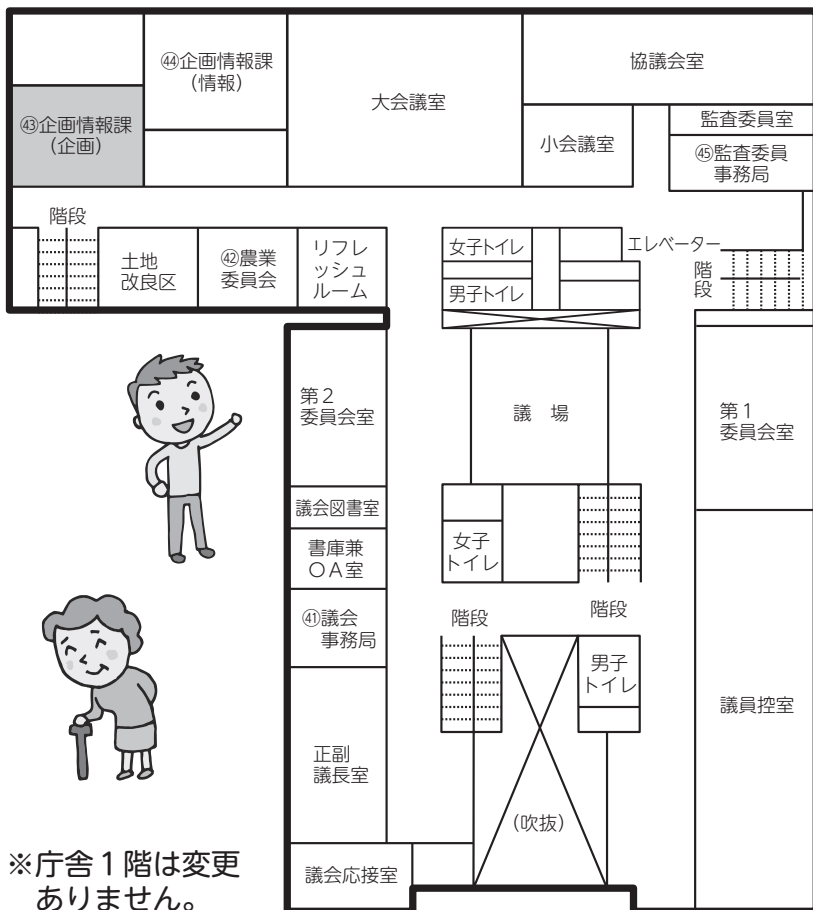 ㊹企画情報課
(情報)
大会議室
協議会室
㊸企画情報課
(企画)
小会議室
監査委員室
㊺監査委員
事務局
階段
土地
改良区
㊷農業
委員会
リフレ
ッシュ
ルーム
女子トイレ
男子トイレ
エレベーター
階段
第2
委員会室
議 場
第1
委員会室
議会図書室
書庫兼
OA室
女子
トイレ
㊶議会
事務局
階段
階段
男子
トイレ
議員控室
正副
議長室
(吹抜)
議会応接室
※庁舎1階は変更
ありません。